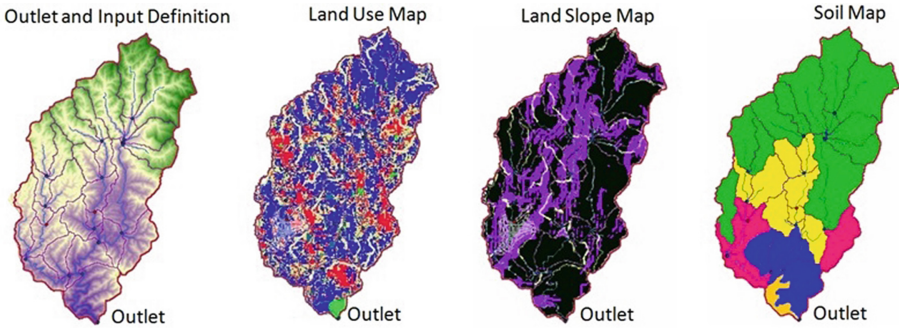 Outlet and Input Definition
Land Use Map
Land Slope Map
Soil Map
Outlet
Outlet
Outlet
Outlet